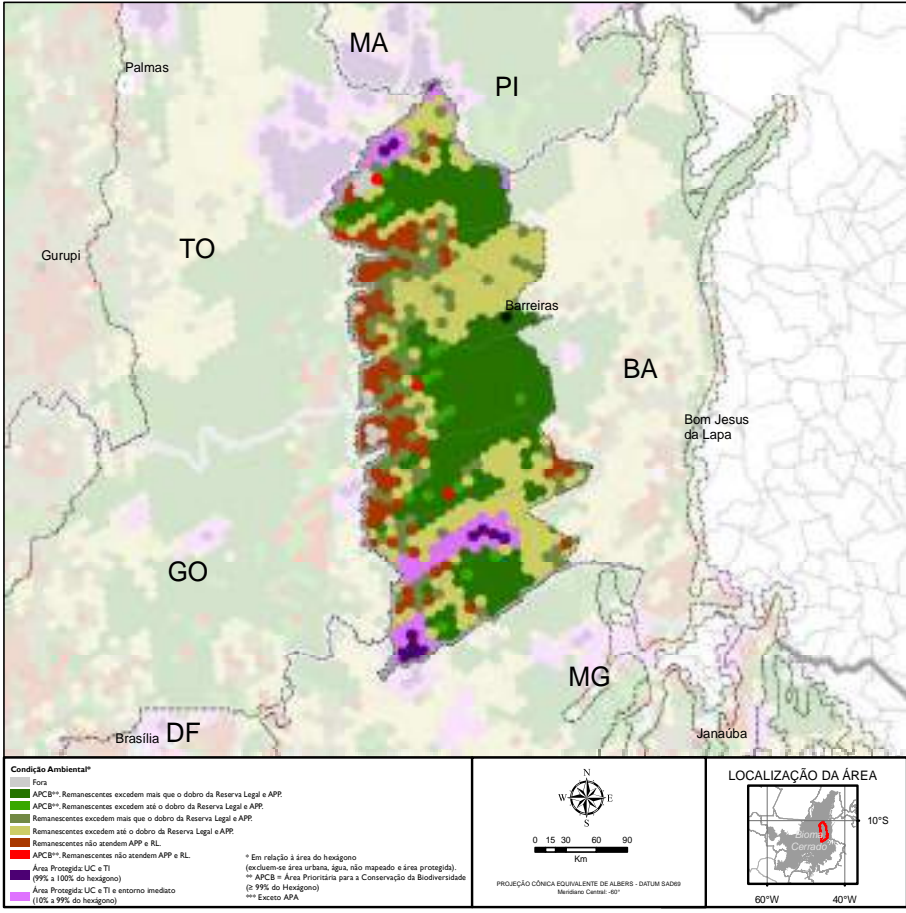 MA
PI
Palmas
TO
Gurupi
Barreiras
BA
Bom Jesus
da Lapa
GO
MG
Brasília DF
Janaúba
Condição Ambiental*
Fora
APCB**. Remanescentes excedem mais que o dobro da Reserva Legal e APP.
APCB**. Remanescentes excedem até o dobro da Reserva Legal e APP.
Remanescentes excedem mais que o dobro da Reserva Legal e APP.
Remanescentes excedem até o dobro da Reserva Legal e APP.
Remanescentes não atendem APP e RL.
APCB**. Remanescentes não atendem APP e RL.
Área Protegida: UC e TI
(99% a 100% do hexágono)
Área Protegida: UC e TI e entorno imediato
(10% a 99% do hexágono)
* Em relação à área do hexágono
(excluem-se área urbana, água, não mapeado e área protegida).
** APCB = Área Prioritária para a Conservação da Biodiversidade
(≥ 99% do Hexágono)
*** Exceto APA
N
W E
S
0 15 30 60 90
Km
PROJEÇÃO CÔNICA EQUIVALENTE DE ALBERS - DATUM SAD69
Meridiano Central: -60°
LOCALIZAÇÃO DA ÁREA
10°S
Bioma
Cerrado
60°W 40°W